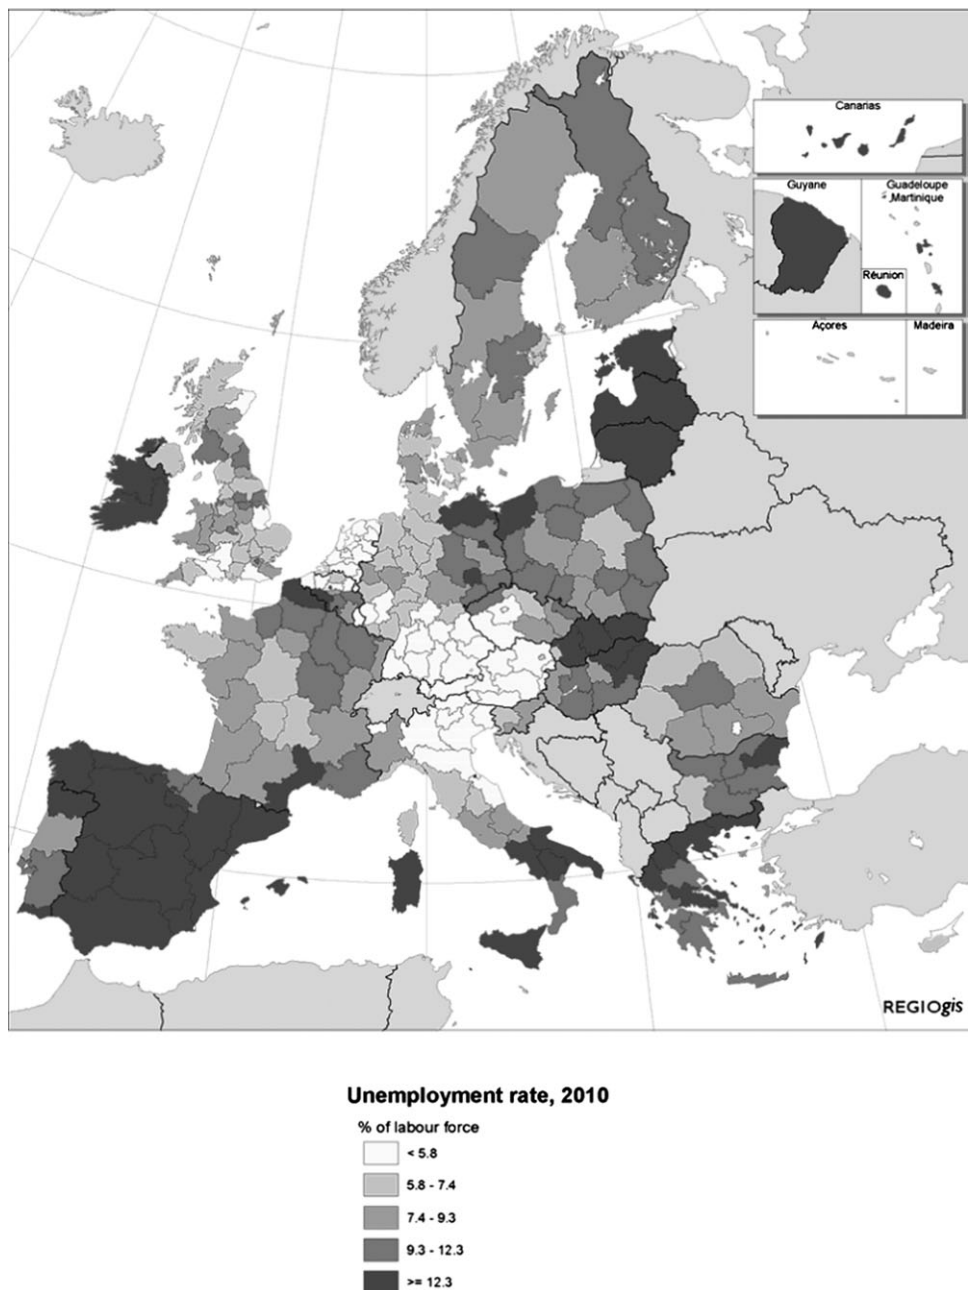 Canarias
Guyane
Guadeloupe
Martinique
Réunion
Açores
Madeira
REGIOgis
Unemployment rate, 2010
% of labour force
< 5.8
5.8 - 7.4
7.4 - 9.3
9.3 - 12.3
>= 12.3